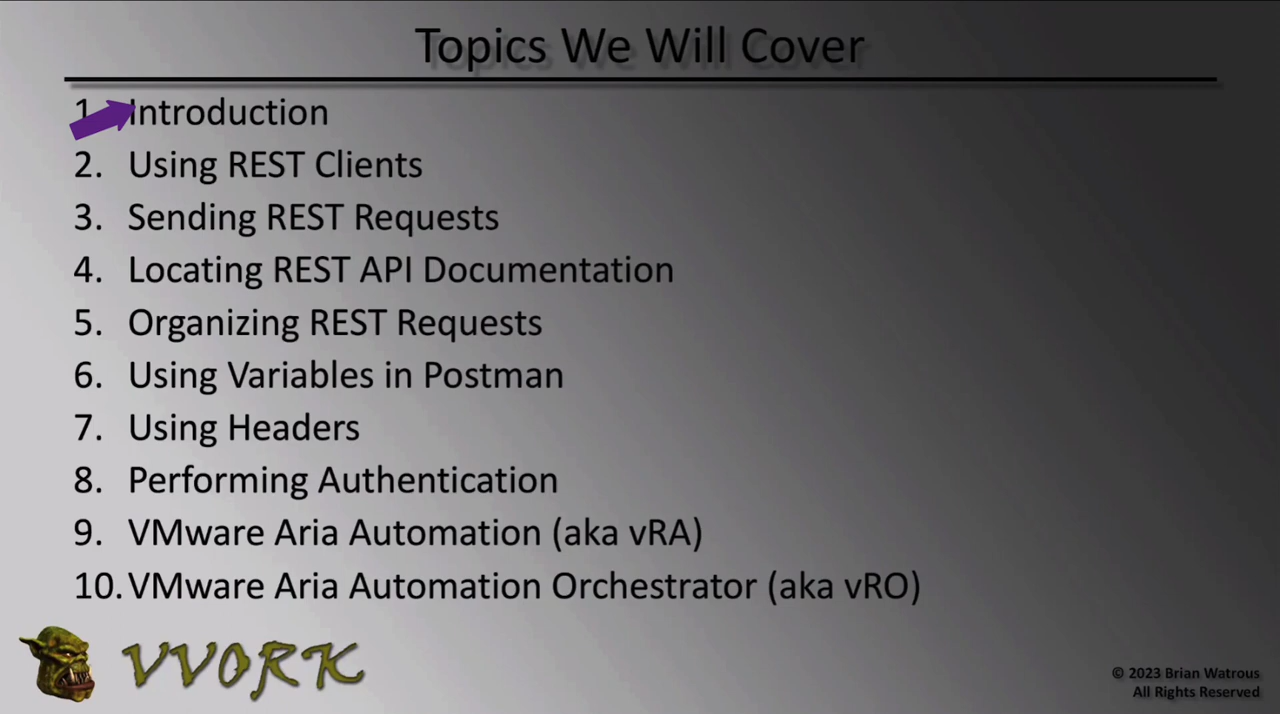 Topics We Will Cover
1. Introduction
2. Using REST Clients
3. Sending REST Requests
4. Locating REST API Documentation
5. Organizing REST Requests
6. Using Variables in Postman
7. Using Headers
8. Performing Authentication
9. VMware Aria Automation (aka vRA)
10. VMware Aria Automation Orchestrator (aka vRO)
VVORK
© 2023 Brian Watrous
All Rights Reserved